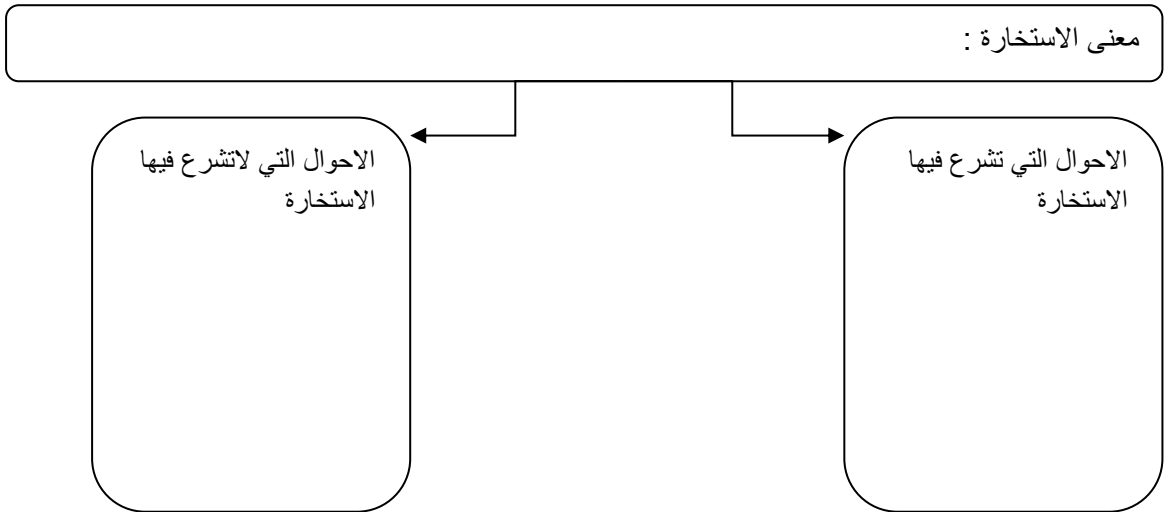 معنى الاستخارة :
الاحوال التي تشرع فيها
الاستخارة
الاحوال التي لاتشرع فيها
الاستخارة